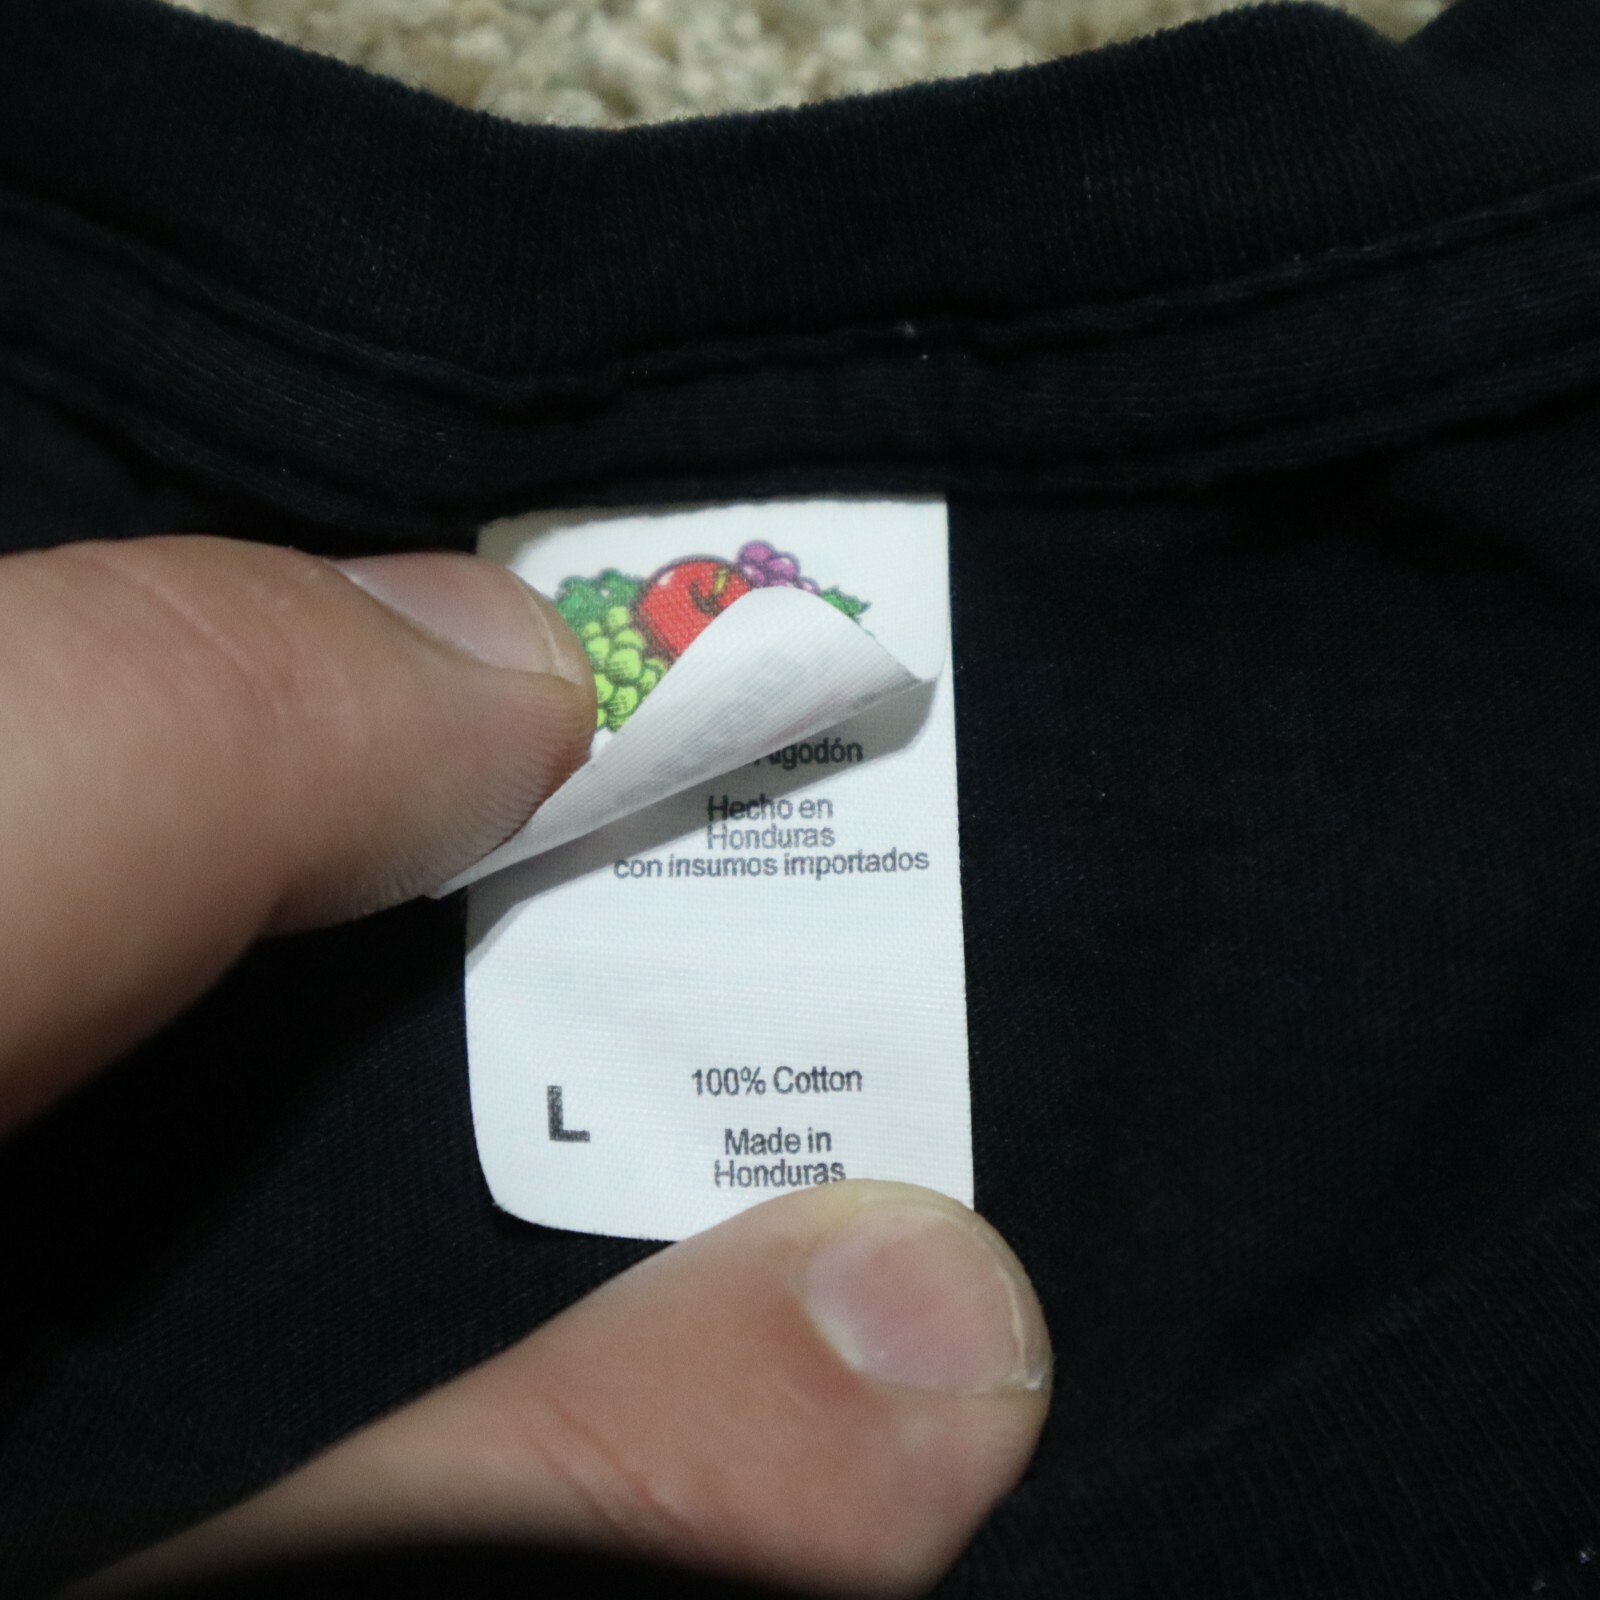 Algodón
Hecho en
Honduras
con insumos importados
100% Cotton
L
Made in
Honduras